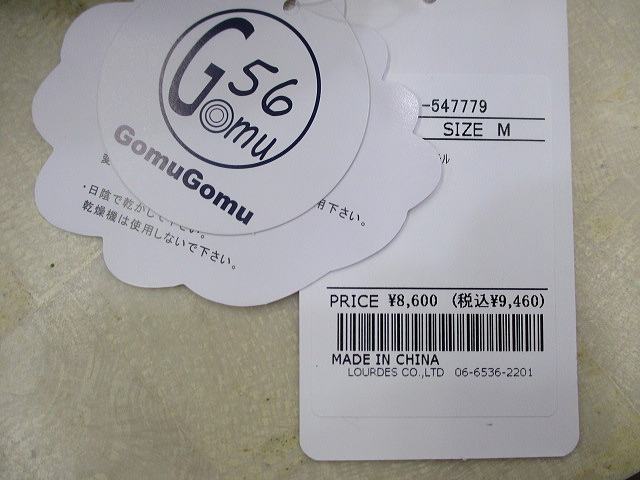 G56
Gomu
GomuGomu
・日陰で乾かして下さい。
乾燥機は使用しないで下さい。
用下さい。
-547779
SIZE M
ル
PRICE ¥8,600 (税込¥9,460)
MADE IN CHINA
LOURDES CO.,LTD 06-6536-2201